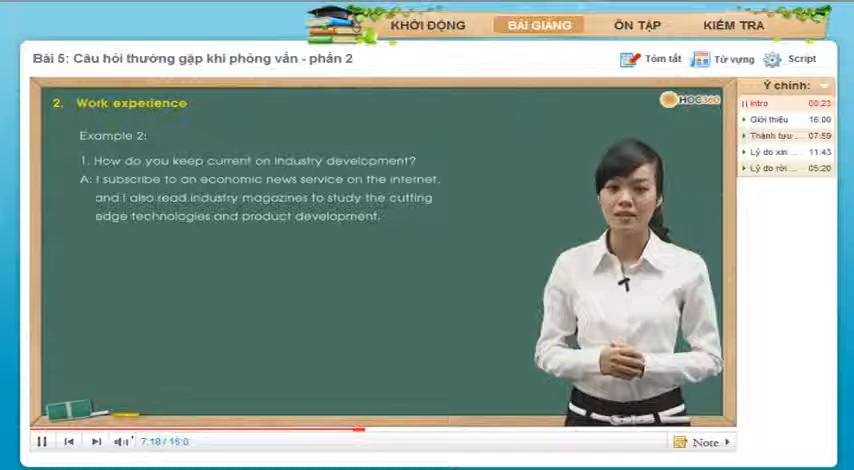 KHỞI ĐỘNG
BÀI GIẢNG
ÔN TẬP
KIỂM TRA
Bài 5: Câu hỏi thường gặp khi phỏng vấn - phần 2
Tóm tắt
Từ vựng
Script
Ý chính:
Intro 00:23
Giới thiệu 16:00
Thành tựu ... 07:59
Lý do xin ... 11:43
Lý do rời ... 05:20
HOC360
2. Work experience
Example 2:
1. How do you keep current on industry development?
A: I subscribe to an economic news service on the internet,
and I also read industry magazines to study the cutting
edge technologies and product development.
7:18 / 16:0
Note